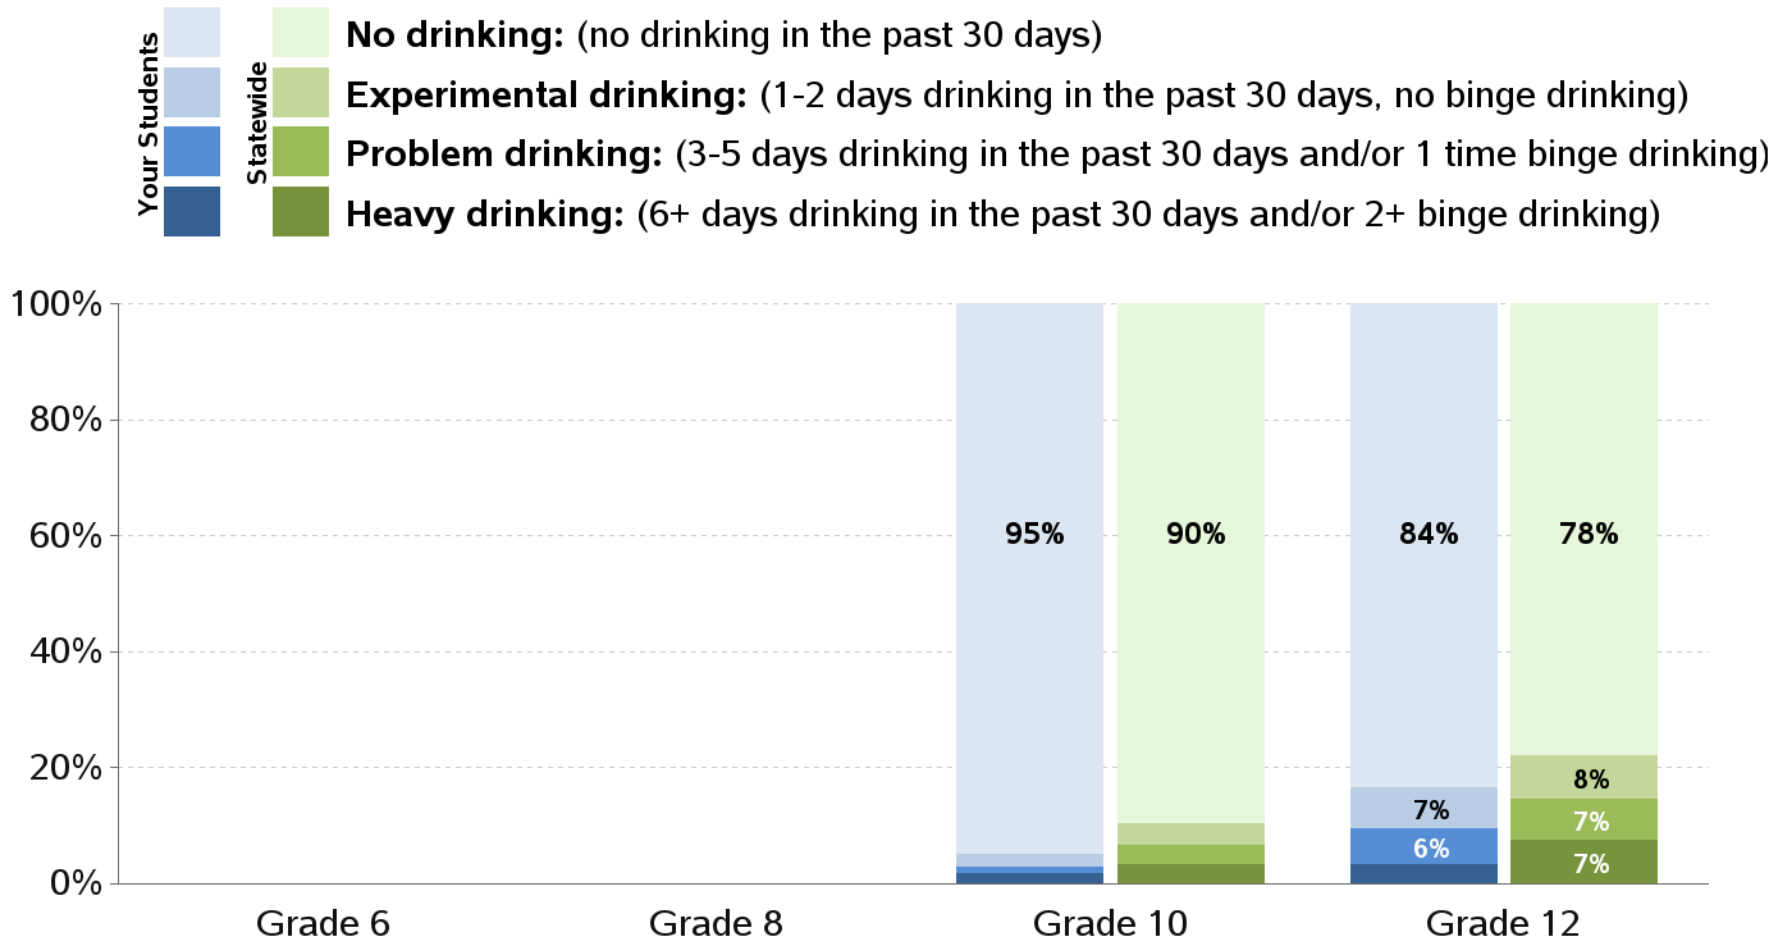 Your Students
Statewide
No drinking: (no drinking in the past 30 days)
Experimental drinking: (1-2 days drinking in the past 30 days, no binge drinking)
Problem drinking: (3-5 days drinking in the past 30 days and/or 1 time binge drinking)
Heavy drinking: (6+ days drinking in the past 30 days and/or 2+ binge drinking)
100%
80%
60%
40%
20%
0%
95%
90%
84%
78%
7%
6%
8%
7%
7%
Grade 6
Grade 8
Grade 10
Grade 12